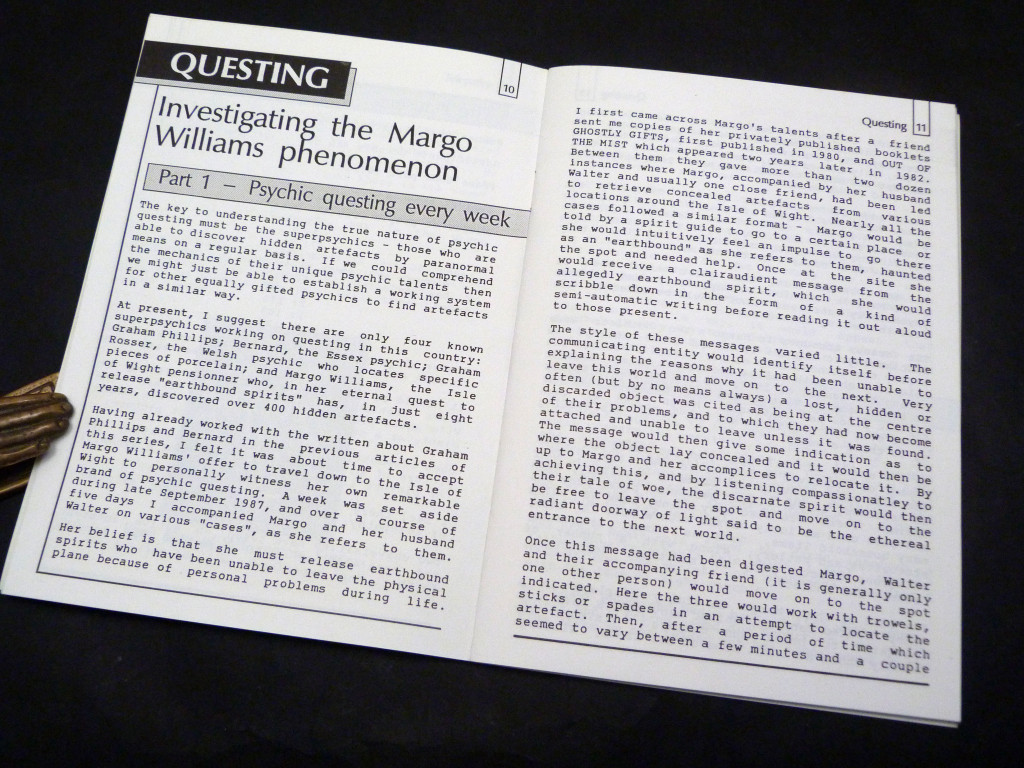 QUESTING
10
Investigating the Margo
Williams phenomenon
Part 1 – Psychic questing every week
The key to understanding the true nature of psychic
questing must be the superpsychics - those who are
able to discover hidden artefacts by paranormal
means on a regular basis. If we could comprehend
the mechanics of their unique psychic talents then
we might just be able to establish a working system
for other equally gifted psychics to find artefacts
in a similar way.
At present, I suggest there are only four known
superpsychics working on questing in this country:
Graham Phillips; Bernard, the Essex psychic; Graham
Rosser, the Welsh psychic who locates specific
pieces of porcelain; and Margo Williams, the Isle
of Wight pensionner who, in her eternal quest to
release "earthbound spirits" has, in just eight
years, discovered over 400 hidden artefacts.
Having already worked with the written about Graham
Phillips and Bernard in the previous articles of
this series, I felt it was about time to accept
Margo Williams' offer to travel down to the Isle of
Wight to personally witness her own remarkable
brand of psychic questing. A week was set aside
during late September 1987, and over a course of
five days I accompanied Margo and her husband
Walter on various "cases", as she refers to them.
Her belief is that she must release earthbound
spirits who have been unable to leave the physical
plane because of personal problems during life.
Questing 11
I first came across Margo's talents after a friend
sent me copies of her privately published booklets
GHOSTLY GIFTS, first published in 1980, and OUT OF
THE MIST which appeared two years later in 1982.
Between them they gave more than two dozen
instances where Margo, accompanied by her husband
Walter and usually one close friend, had been led
to retrieve concealed artefacts from various
locations around the Isle of Wight. Nearly all the
cases followed a similar format - Margo would be
told by a spirit guide to go to a certain place or
she would intuitively feel an impulse to go there
as an "earthbound" as she refers to them, haunted
the spot and needed help. Once at the site she
would receive a clairaudient message from the
allegedly earthbound spirit, which she would
scribble down in the form of a kind of
semi-automatic writing before reading it out aloud
to those present.
The style of these messages varied little. The
communicating entity would identify itself before
explaining the reasons why it had been unable to
leave this world and move on to the next. Very
often (but by no means always) a lost, hidden or
discarded object was cited as being at the centre
of their problems, and to which they had now become
attached and unable to leave unless it was found.
The message would then give some indication as to
where the object lay concealed and it would then be
up to Margo and her accomplices to relocate it. By
achieving this, and by listening compassionatley to
their tale of woe, the discarnate spirit would then
be free to leave the spot and move on to the
radiant doorway of light said to be the ethereal
entrance to the next world.
Once this message had been digested Margo, Walter
and their accompanying friend (it is generally only
one other person) would move on to the spot
indicated. Here the three would work with trowels,
sticks or spades in an attempt to locate the
artefact. Then, after a period of time which
seemed to vary between a few minutes and a couple